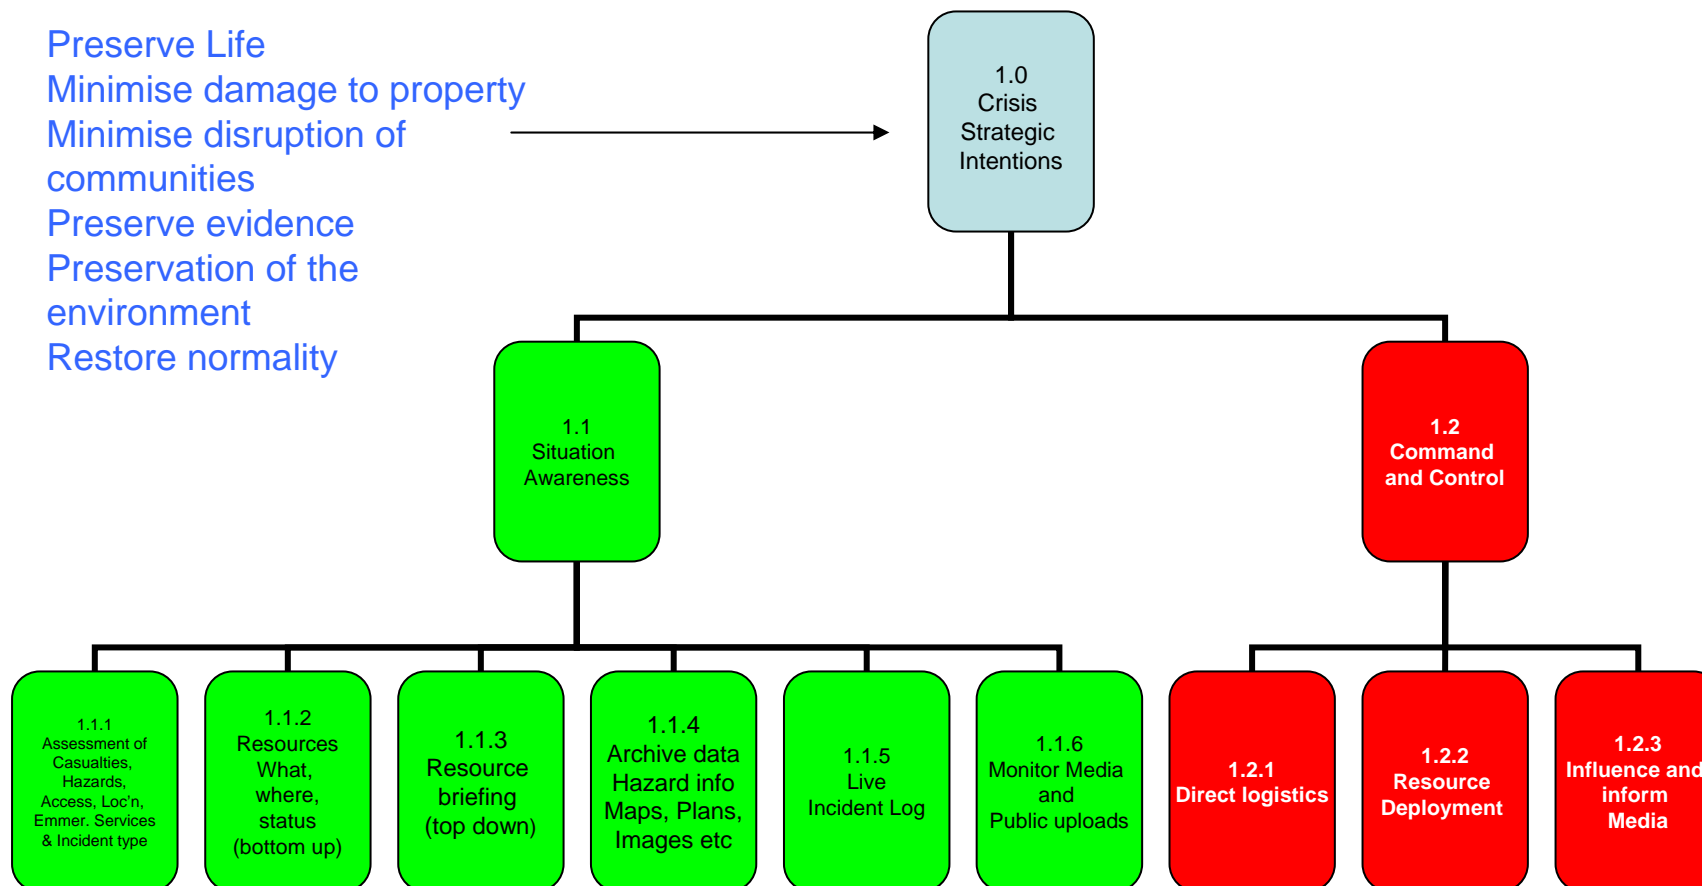 Preserve Life
Minimise damage to property
Minimise disruption of
communities
Preserve evidence
Preservation of the
environment
Restore normality
1.0
Crisis
Strategic
Intentions
1.1
Situation
Awareness
1.2
Command
and Control
1.1.1
Assessment of
Casualties,
Hazards,
Access, Loc'n,
Emmer. Services
& Incident type
1.1.2
Resources
What,
where,
status
(bottom up)
1.1.3
Resource
briefing
(top down)
1.1.4
Archive data
Hazard info
Maps, Plans,
Images etc
1.1.5
Live
Incident Log
1.1.6
Monitor Media
and
Public uploads
1.2.1
Direct logistics
1.2.2
Resource
Deployment
1.2.3
Influence and
inform
Media